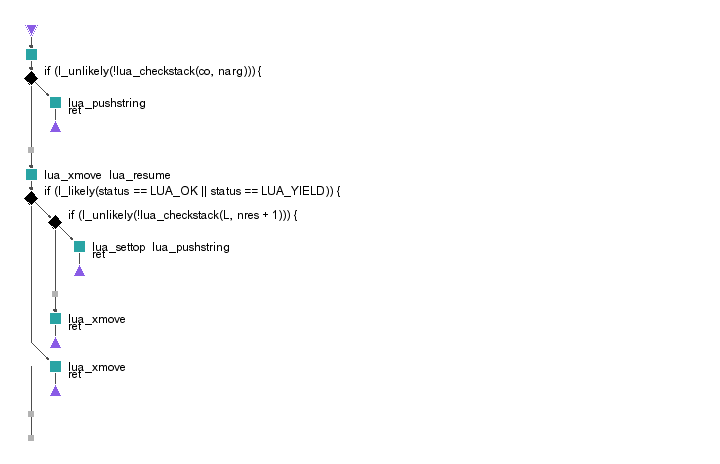 if (l_unlikely(!lua_checkstack(co, narg))) {
lua_pushstring
ret
lua_xmove lua_resume
if (l_likely(status == LUA_OK || status == LUA_YIELD)) {
if (l_unlikely(!lua_checkstack(L, nres + 1))) {
lua_settop lua_pushstring
ret
lua_xmove
ret
lua_xmove
ret